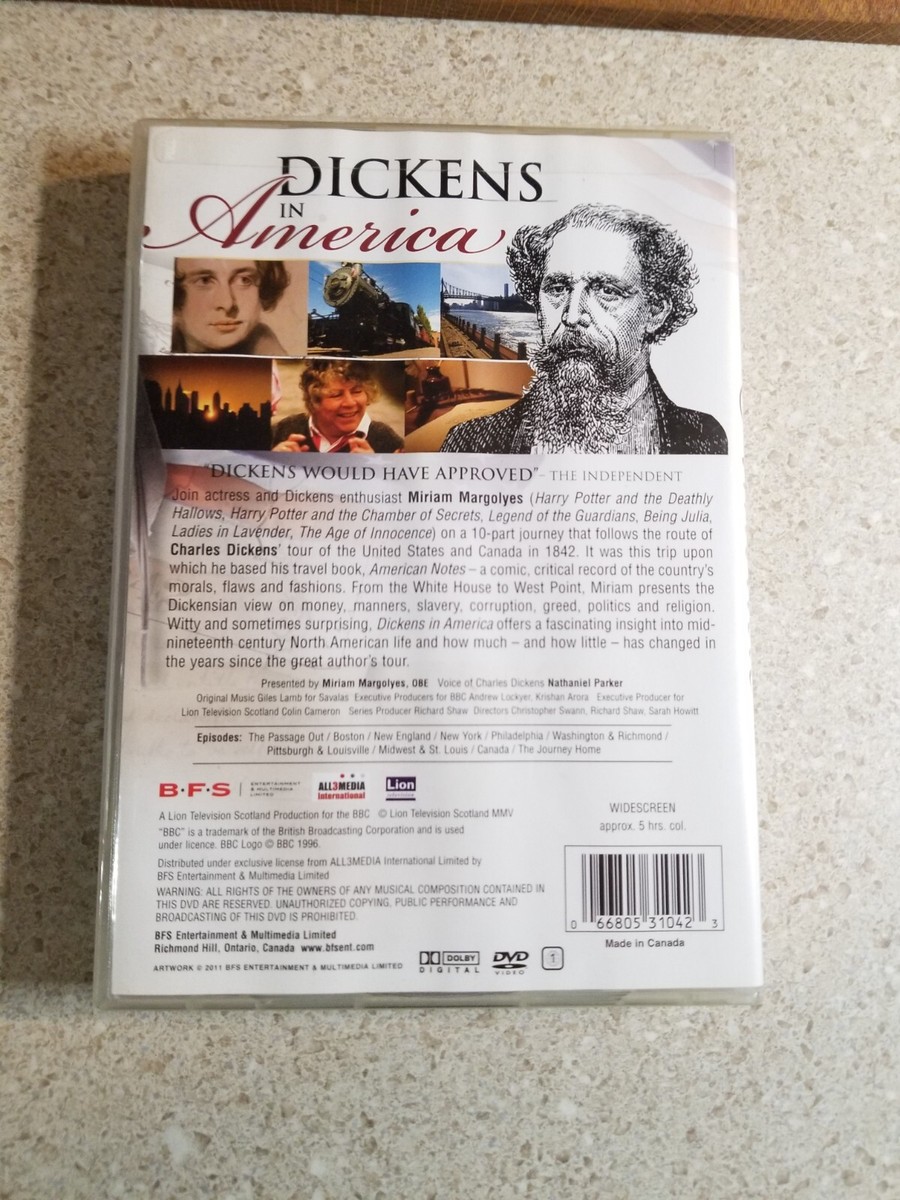 DICKENS
IN
America
"DICKENS WOULD HAVE APPROVED" – THE INDEPENDENT
Join actress and Dickens enthusiast Miriam Margolyes (Harry Potter and the Deathly
Hallows, Harry Potter and the Chamber of Secrets, Legend of the Guardians, Being Julia,
Ladies in Lavender, The Age of Innocence) on a 10-part journey that follows the route of
Charles Dickens' tour of the United States and Canada in 1842. It was this trip upon
which he based his travel book, American Notes – a comic, critical record of the country's
morals, flaws and fashions. From the White House to West Point, Miriam presents the
Dickensian view on money, manners, slavery, corruption, greed, politics and religion.
Witty and sometimes surprising, Dickens in America offers a fascinating insight into mid-
nineteenth century North American life and how much – and how little – has changed in
the years since the great author's tour.
Presented by Miriam Margolyes, OBE Voice of Charles Dickens Nathaniel Parker
Original Music Giles Lamb for Savalas Executive Producers for BBC Andrew Lockyer, Krishan Arora Executive Producer for
Lion Television Scotland Colin Cameron Series Producer Richard Shaw Directors Christopher Swann, Richard Shaw, Sarah Howitt
Episodes: The Passage Out / Boston / New England / New York / Philadelphia / Washington & Richmond /
Pittsburgh & Louisville / Midwest & St. Louis / Canada / The Journey Home
B·F·S
ENTERTAINMENT
& MULTIMEDIA
LIMITED
ALL3MEDIA
international
Lion
television
A Lion Television Scotland Production for the BBC © Lion Television Scotland MMV
"BBC" is a trademark of the British Broadcasting Corporation and is used
under licence. BBC Logo © BBC 1996.
Distributed under exclusive license from ALL3MEDIA International Limited by
BFS Entertainment & Multimedia Limited
WARNING: ALL RIGHTS OF THE OWNERS OF ANY MUSICAL COMPOSITION CONTAINED IN
THIS DVD ARE RESERVED. UNAUTHORIZED COPYING, PUBLIC PERFORMANCE AND
BROADCASTING OF THIS DVD IS PROHIBITED.
BFS Entertainment & Multimedia Limited
Richmond Hill, Ontario, Canada www.bfsent.com
ARTWORK © 2011 BFS ENTERTAINMENT & MULTIMEDIA LIMITED
DOLBY
DIGITAL
DVD
VIDEO
1
WIDESCREEN
approx. 5 hrs. col.
0 66805 31042 3
Made in Canada